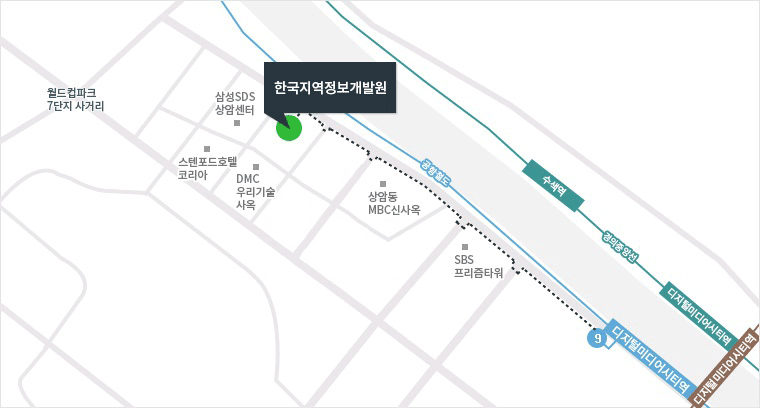 한국지역정보개발원
월드컵파크
7단지 사거리
삼성SDS
상암센터
스텐포드호텔
코리아
DMC
우리기술
사옥
상암동
MBC신사옥
SBS
프리즘타워
공항철도
수색역
경의중앙선
디지털미디어시티역
9
디지털미디어시티역
디지털미디어시티역